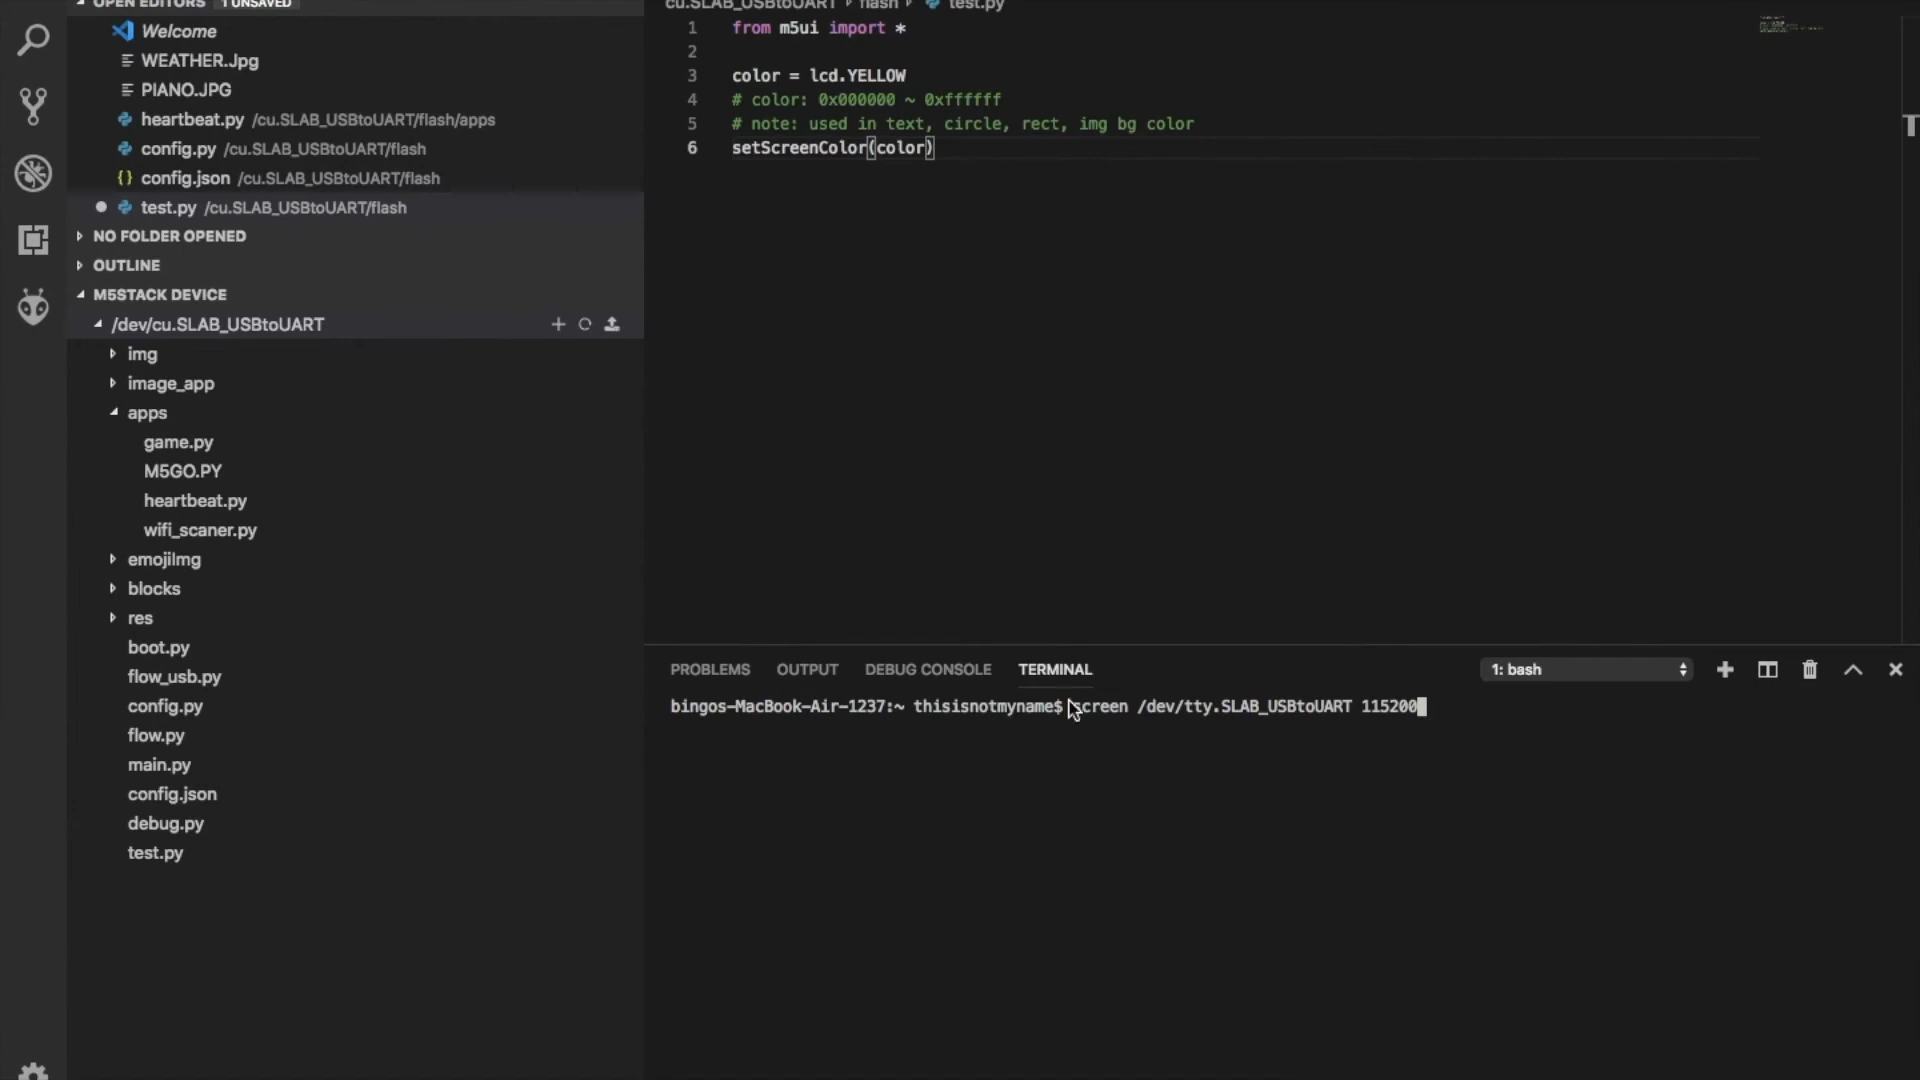 OPEN EDITORS 1 UNSAVED
Welcome
WEATHER.Jpg
PIANO.JPG
heartbeat.py /cu.SLAB_USBtoUART/flash/apps
config.py /cu.SLAB_USBtoUART/flash
{} config.json /cu.SLAB_USBtoUART/flash
test.py /cu.SLAB_USBtoUART/flash
NO FOLDER OPENED
OUTLINE
M5STACK DEVICE
/dev/cu.SLAB_USBtoUART
img
image_app
apps
game.py
M5GO.PY
heartbeat.py
wifi_scaner.py
emojiImg
blocks
res
boot.py
flow_usb.py
config.py
flow.py
main.py
config.json
debug.py
test.py
cu.SLAB_USBtoUART flash test.py
1 from m5ui import *
2
3 color = lcd.YELLOW
4 # color: 0x000000 ~ 0xffffff
5 # note: used in text, circle, rect, img bg color
6 setScreenColor(color)
PROBLEMS OUTPUT DEBUG CONSOLE TERMINAL 1: bash
bingos-MacBook-Air-1237:~ thisisnotmyname$ screen /dev/tty.SLAB_USBtoUART 115200